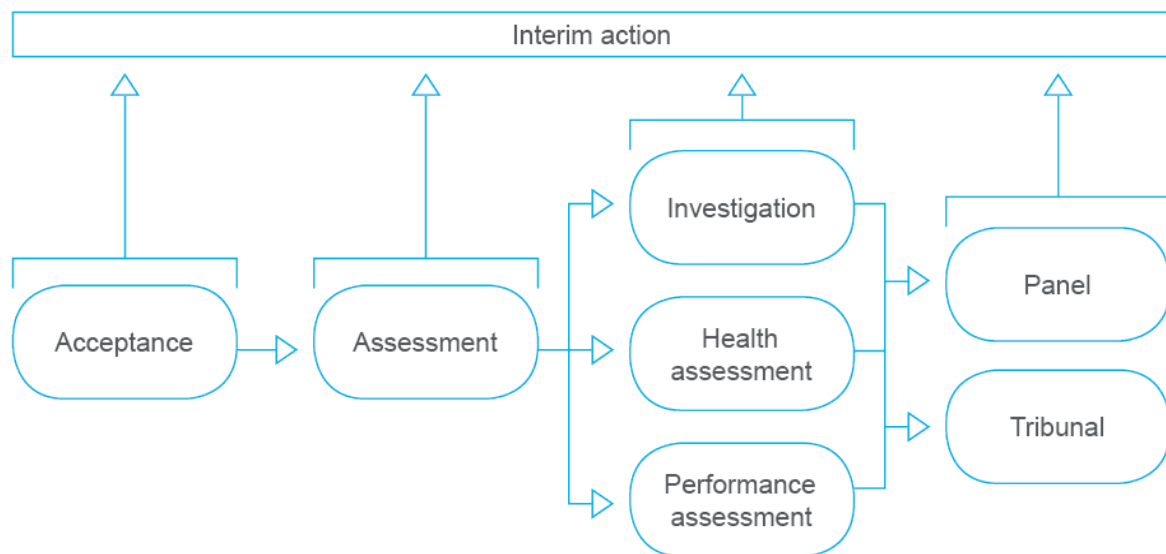 Interim action
Acceptance
Assessment
Investigation
Health
assessment
Performance
assessment
Panel
Tribunal